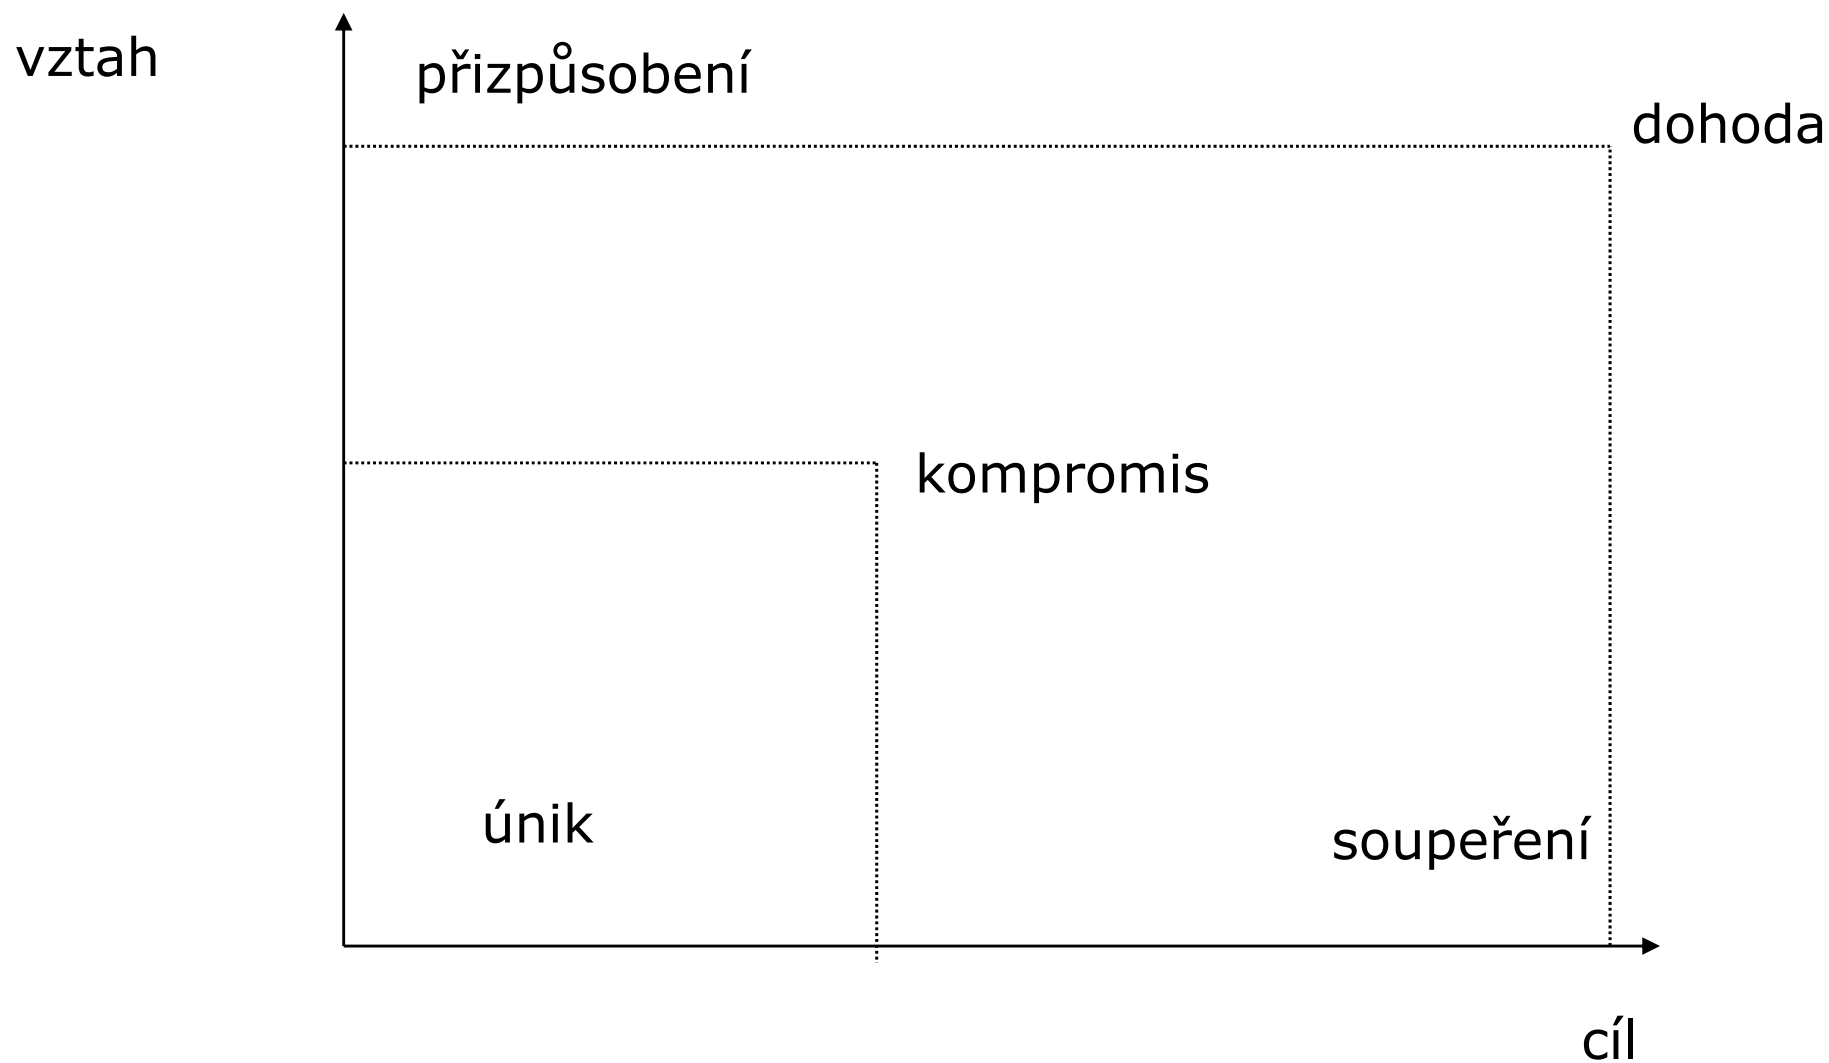 vztah
přizpůsobení
dohoda
kompromis
únik
soupeření
cíl